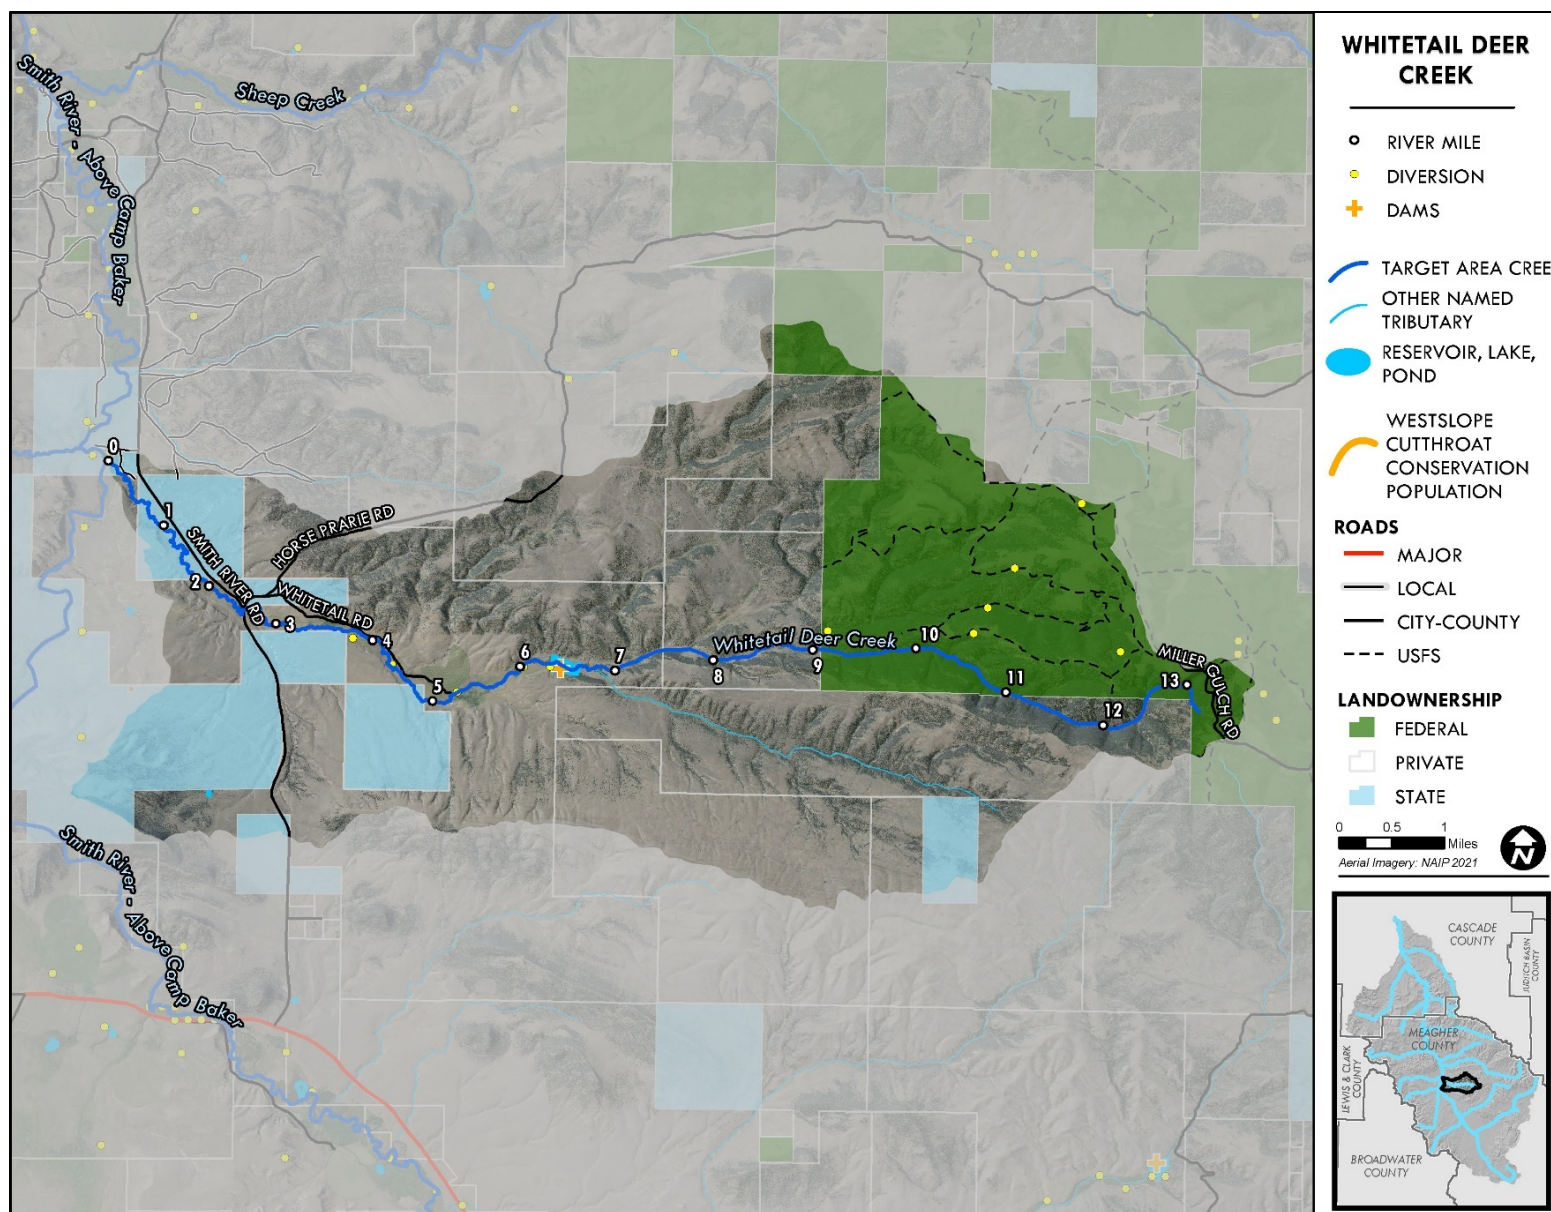 Smith River - Above Camp Baker
Sheep Creek
0
1
2
3
4
5
6
7
8
9
10
11
12
13
SMITH RIVER RD
HORSE PRARIE RD
WHITETAIL RD
Whitetail Deer Creek
MILLER GULCH RD
Smith River - Above Camp Baker
WHITETAIL DEER
CREEK
RIVER MILE
DIVERSION
DAMS
TARGET AREA CREE
OTHER NAMED
TRIBUTARY
RESERVOIR, LAKE,
POND
WESTSLOPE
CUTTHROAT
CONSERVATION
POPULATION
ROADS
MAJOR
LOCAL
CITY-COUNTY
USFS
LANDOWNERSHIP
FEDERAL
PRIVATE
STATE
0 0.5 1
Miles
Aerial Imagery: NAIP 2021
N
CASCADE
COUNTY
JUDITH BASIN
COUNTY
MEAGHER
COUNTY
LEWIS & CLARK
COUNTY
BROADWATER
COUNTY